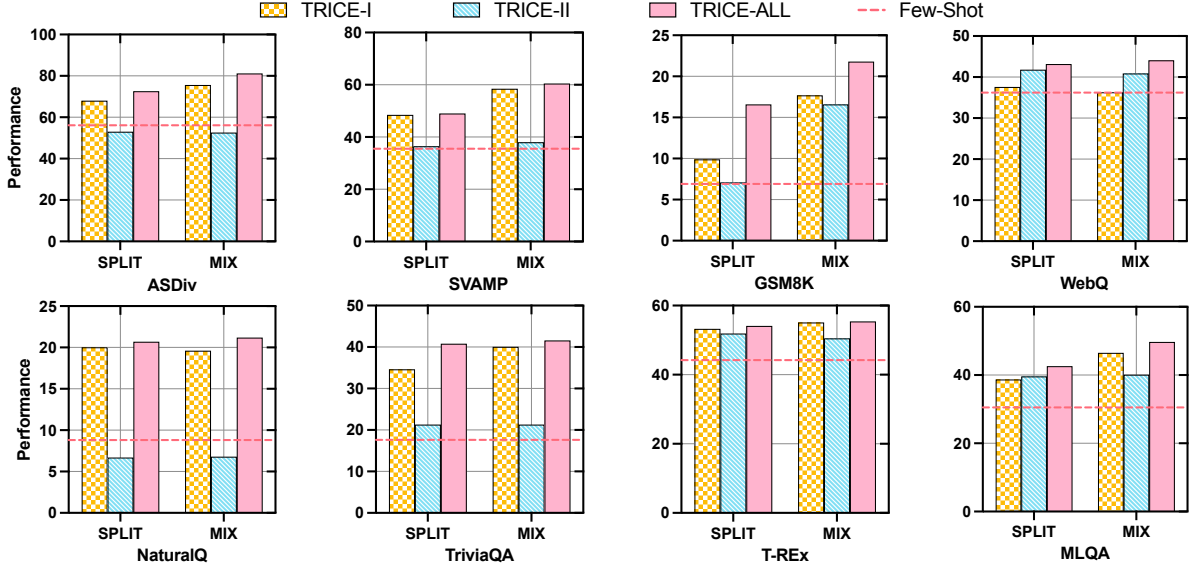 TRICE-I TRICE-II TRICE-ALL Few-Shot
Performance
100
80
60
40
20
0
SPLIT MIX
ASDiv
80
60
40
20
0
SPLIT MIX
SVAMP
25
20
15
10
5
0
SPLIT MIX
GSM8K
50
40
30
20
10
0
SPLIT MIX
WebQ
Performance
25
20
15
10
5
0
SPLIT MIX
NaturalQ
50
40
30
20
10
0
SPLIT MIX
TriviaQA
60
40
20
0
SPLIT MIX
T-REx
60
40
20
0
SPLIT MIX
MLQA